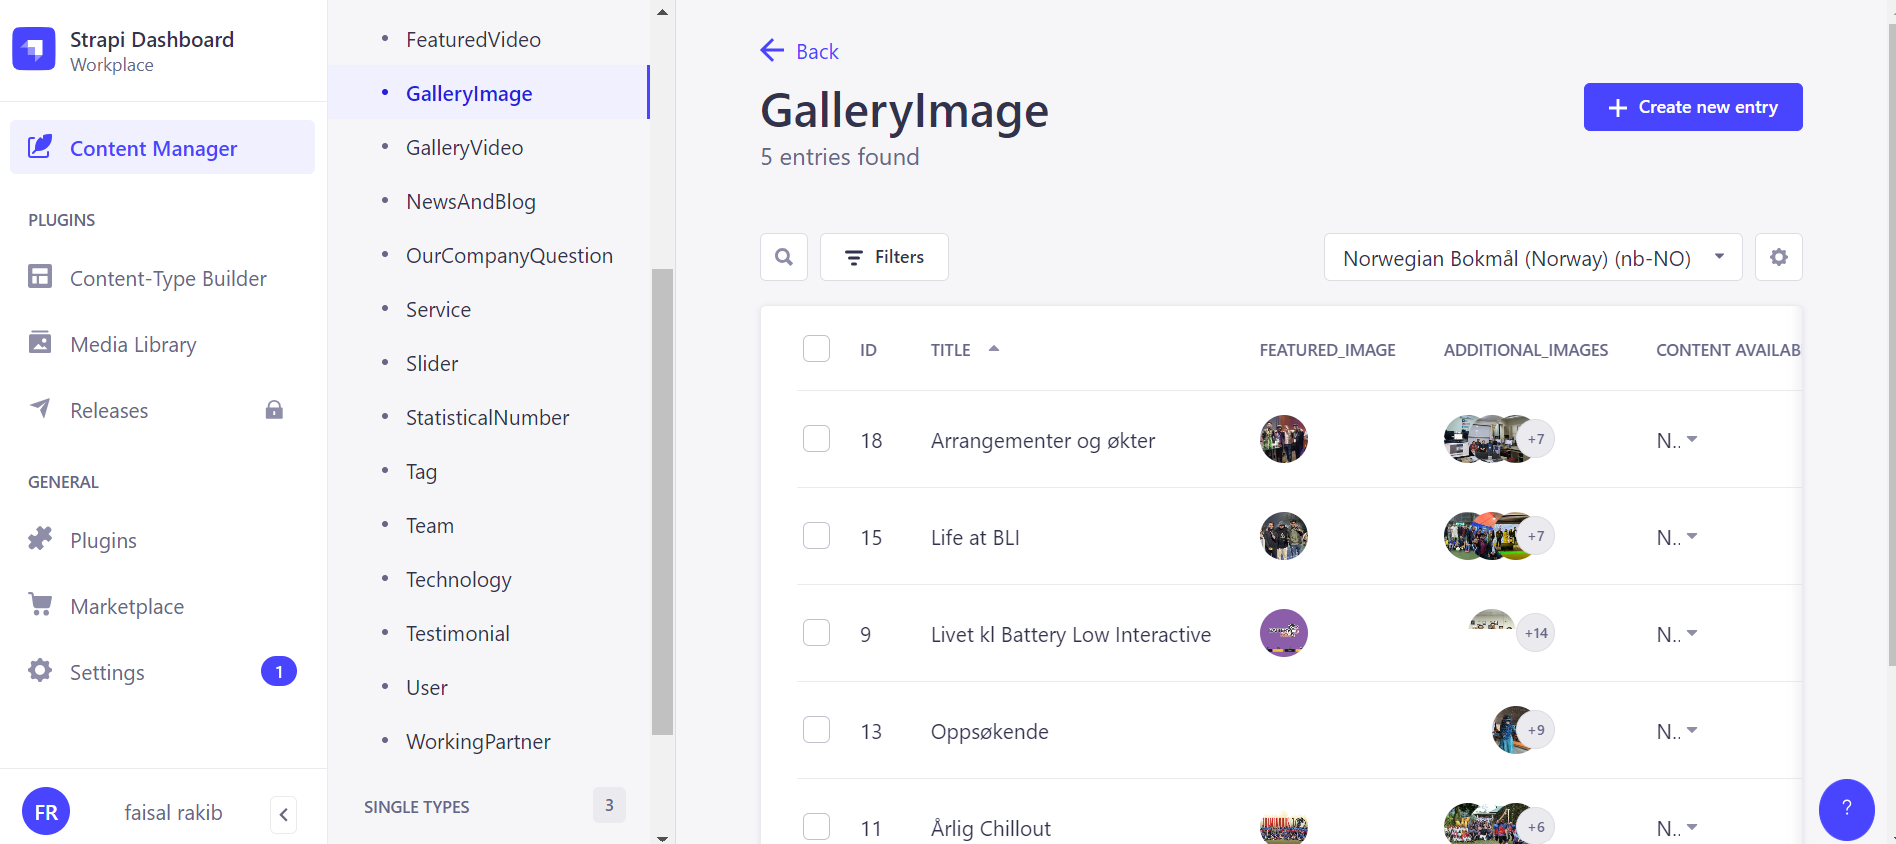 Strapi Dashboard
Workplace
Content Manager
PLUGINS
Content-Type Builder
Media Library
Releases
GENERAL
Plugins
Marketplace
Settings
1
FR
faisal rakib
FeaturedVideo
GalleryImage
GalleryVideo
NewsAndBlog
OurCompanyQuestion
Service
Slider
StatisticalNumber
Tag
Team
Technology
Testimonial
User
WorkingPartner
SINGLE TYPES 3
Back
GalleryImage
5 entries found
Create new entry
Filters
Norwegian Bokmål (Norway) (nb-NO)
ID TITLE FEATURED_IMAGE ADDITIONAL_IMAGES CONTENT AVAILAB
18 Arrangementer og økter +7 N..
15 Life at BLI +7 N..
9 Livet kl Battery Low Interactive +14 N..
13 Oppsøkende +9 N..
11 Årlig Chillout +6 N..
?